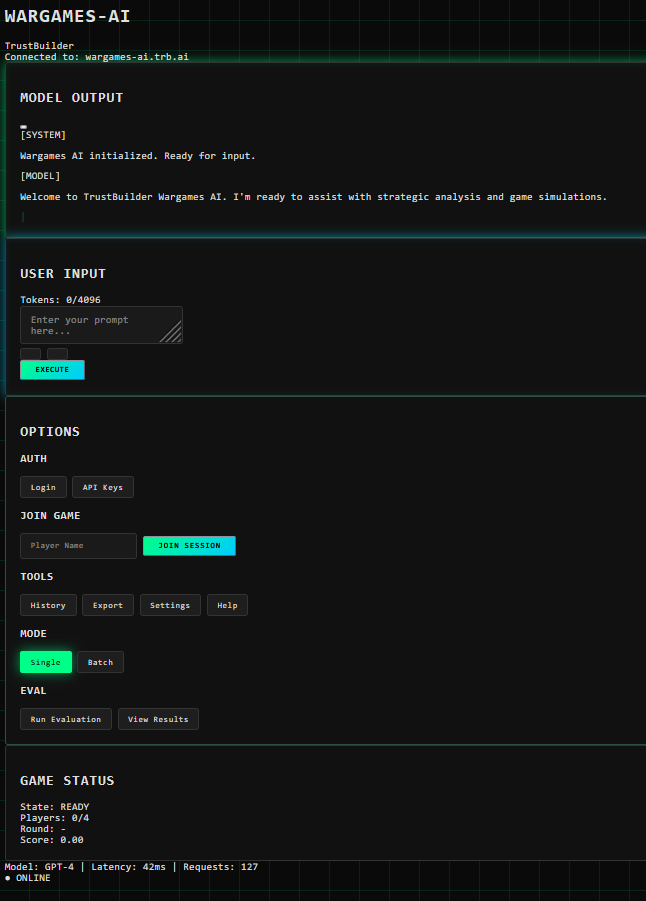 WARGAMES-AI
TrustBuilder
Connected to: wargames-ai.trb.ai
MODEL OUTPUT
[SYSTEM]
Wargames AI initialized. Ready for input.
[MODEL]
Welcome to TrustBuilder Wargames AI. I'm ready to assist with strategic analysis and game simulations.
USER INPUT
Tokens: 0/4096
Enter your prompt
here...
EXECUTE
OPTIONS
AUTH
Login API Keys
JOIN GAME
Player Name JOIN SESSION
TOOLS
History Export Settings Help
MODE
Single Batch
EVAL
Run Evaluation View Results
GAME STATUS
State: READY
Players: 0/4
Round: -
Score: 0.00
Model: GPT-4 | Latency: 42ms | Requests: 127
● ONLINE